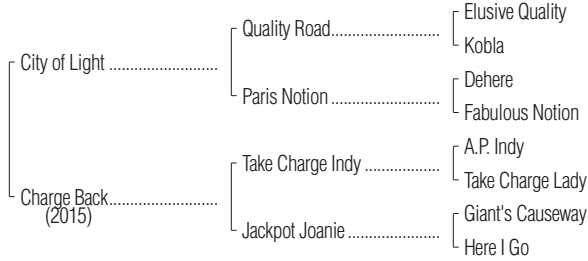 Elusive Quality
Quality Road
Kobla
City of Light
Dehere
Paris Notion
Fabulous Notion
A.P. Indy
Take Charge Indy
Take Charge Lady
Charge Back
(2015)
Giant's Causeway
Jackpot Joanie
Here I Go